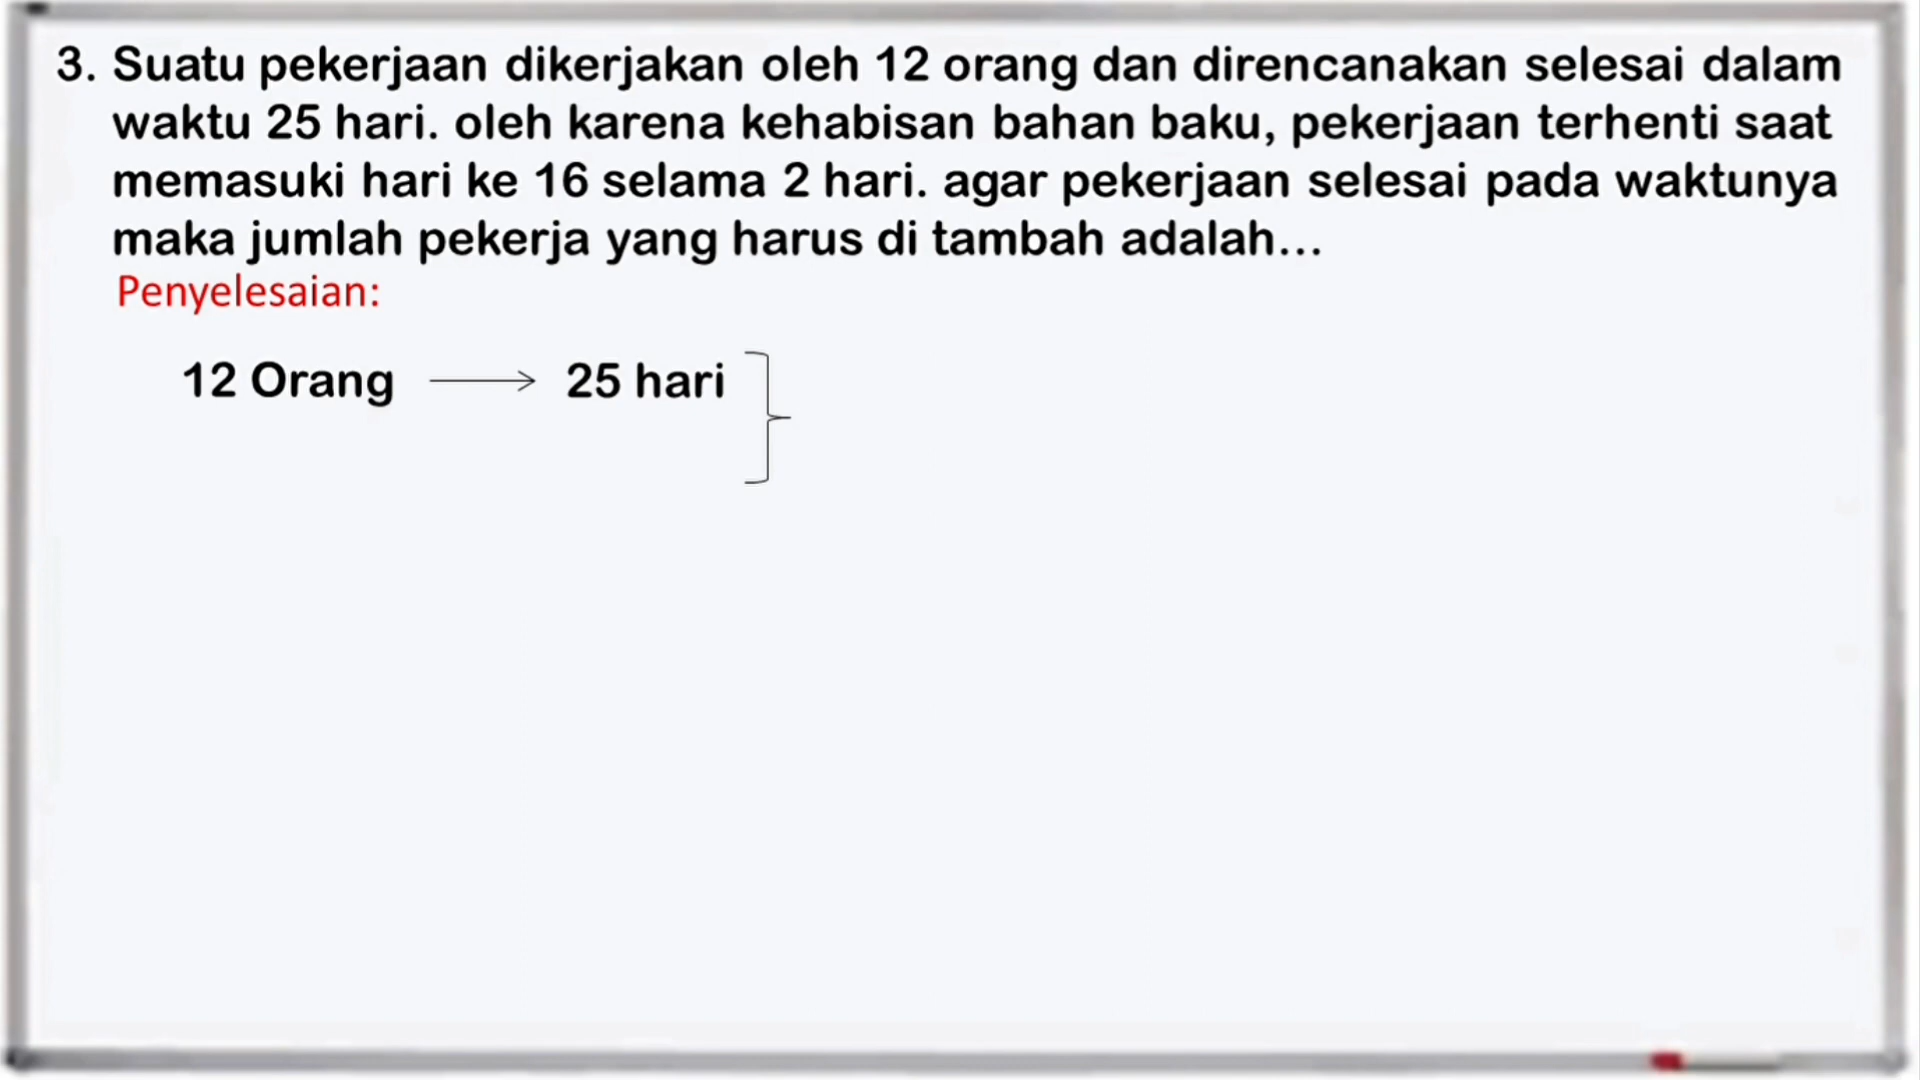 3. Suatu pekerjaan dikerjakan oleh 12 orang dan direncanakan selesai dalam
waktu 25 hari. oleh karena kehabisan bahan baku, pekerjaan terhenti saat
memasuki hari ke 16 selama 2 hari. agar pekerjaan selesai pada waktunya
maka jumlah pekerja yang harus di tambah adalah...
Penyelesaian:
12 Orang → 25 hari